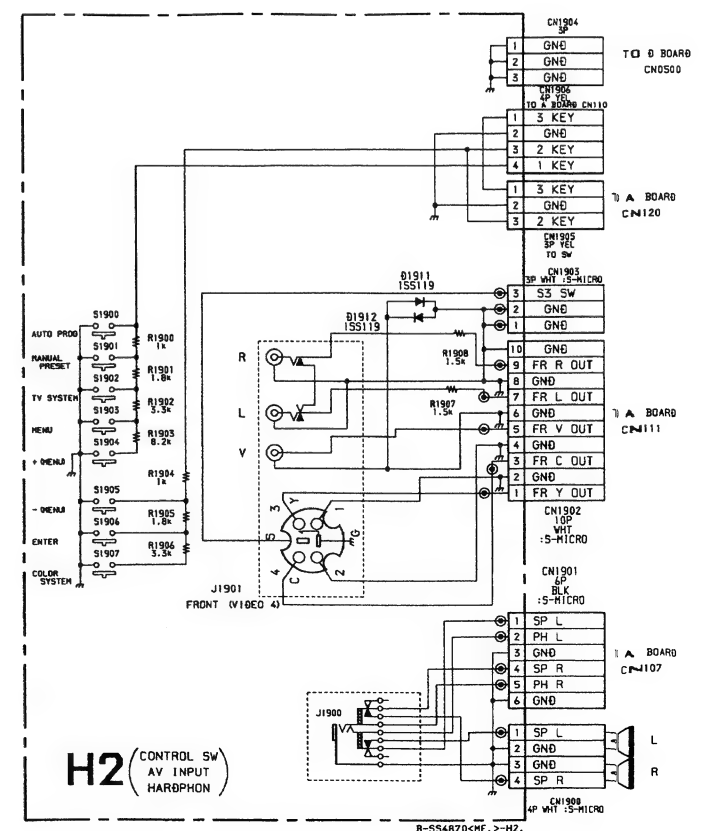 CN1904
3P
1 GND
2 GND
3 GND
TO D BOARD
CN0500
CN1906
4P YEL
TO A BOARD CN110
1 3 KEY
2 GND
3 2 KEY
4 1 KEY
1 3 KEY
2 GND
3 2 KEY
A BOARD
CN120
CN1905
3P YEL
TO SW
CN1903
3P WHT :S-MICRO
3 S3 SW
2 GND
1 GND
D1911
1SS119
D1912
1SS119
S1900
AUTO PROG
R1900
1k
S1901
MANUAL
PRESET
R1901
1.8k
S1902
TV SYSTEM
R1902
3.3k
S1903
MENU
R1903
8.2k
S1904
+ (MENU)
R1904
1k
S1905
- (MENU)
R1905
1.8k
S1906
ENTER
R1906
3.3k
S1907
COLOR
SYSTEM
R
L
V
R1908
1.5k
R1907
1.5k
10 GND
9 FR R OUT
8 GND
7 FR L OUT
6 GND
5 FR V OUT
4 GND
3 FR C OUT
2 GND
1 FR Y OUT
A BOARD
CN111
CN1902
10P
WHT
:S-MICRO
3 Y 1
5 G
4 C 2
J1901
FRONT (VIDEO 4)
CN1901
6P
BLK
:S-MICRO
1 SP L
2 PH L
3 GND
4 SP R
5 PH R
6 GND
A BOARD
CN107
J1900
1 SP L
2 GND
3 GND
4 SP R
L
R
CN1900
4P WHT :S-MICRO
H2
CONTROL SW
AV INPUT
HARDPHON
B-SS4870<ME.>-H2.